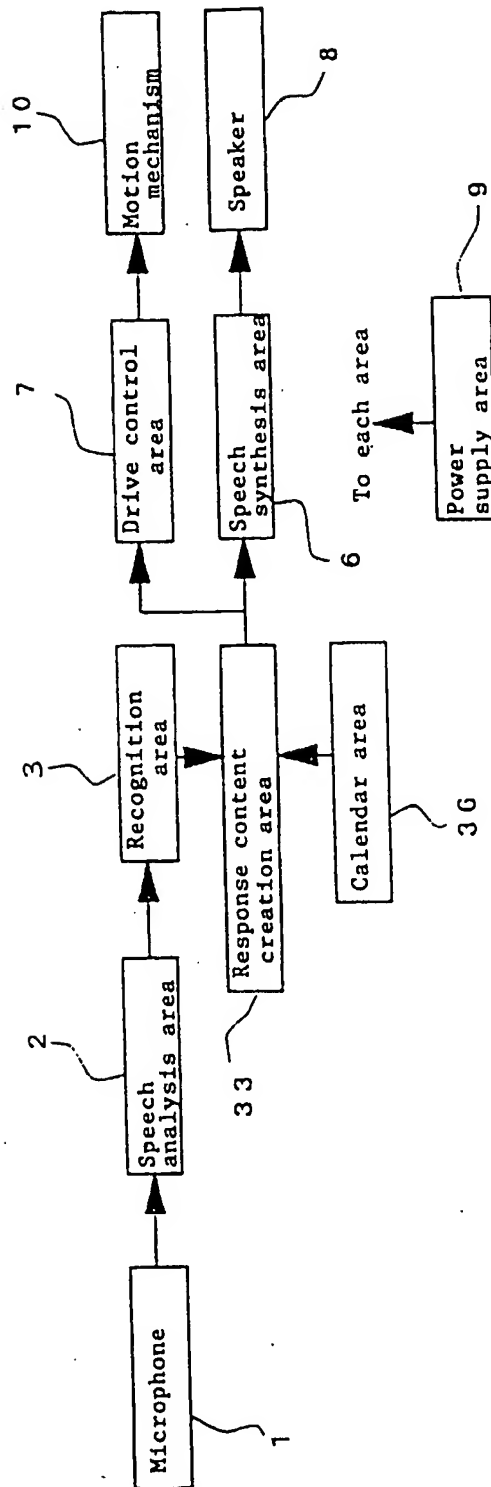 1
Microphone
2
Speech
analysis area
3
Recognition
area
33
Response content
creation area
36
Calendar area
7
Drive control
area
6
Speech
synthesis area
10
Motion
mechanism
8
Speaker
To each area
9
Power
supply area